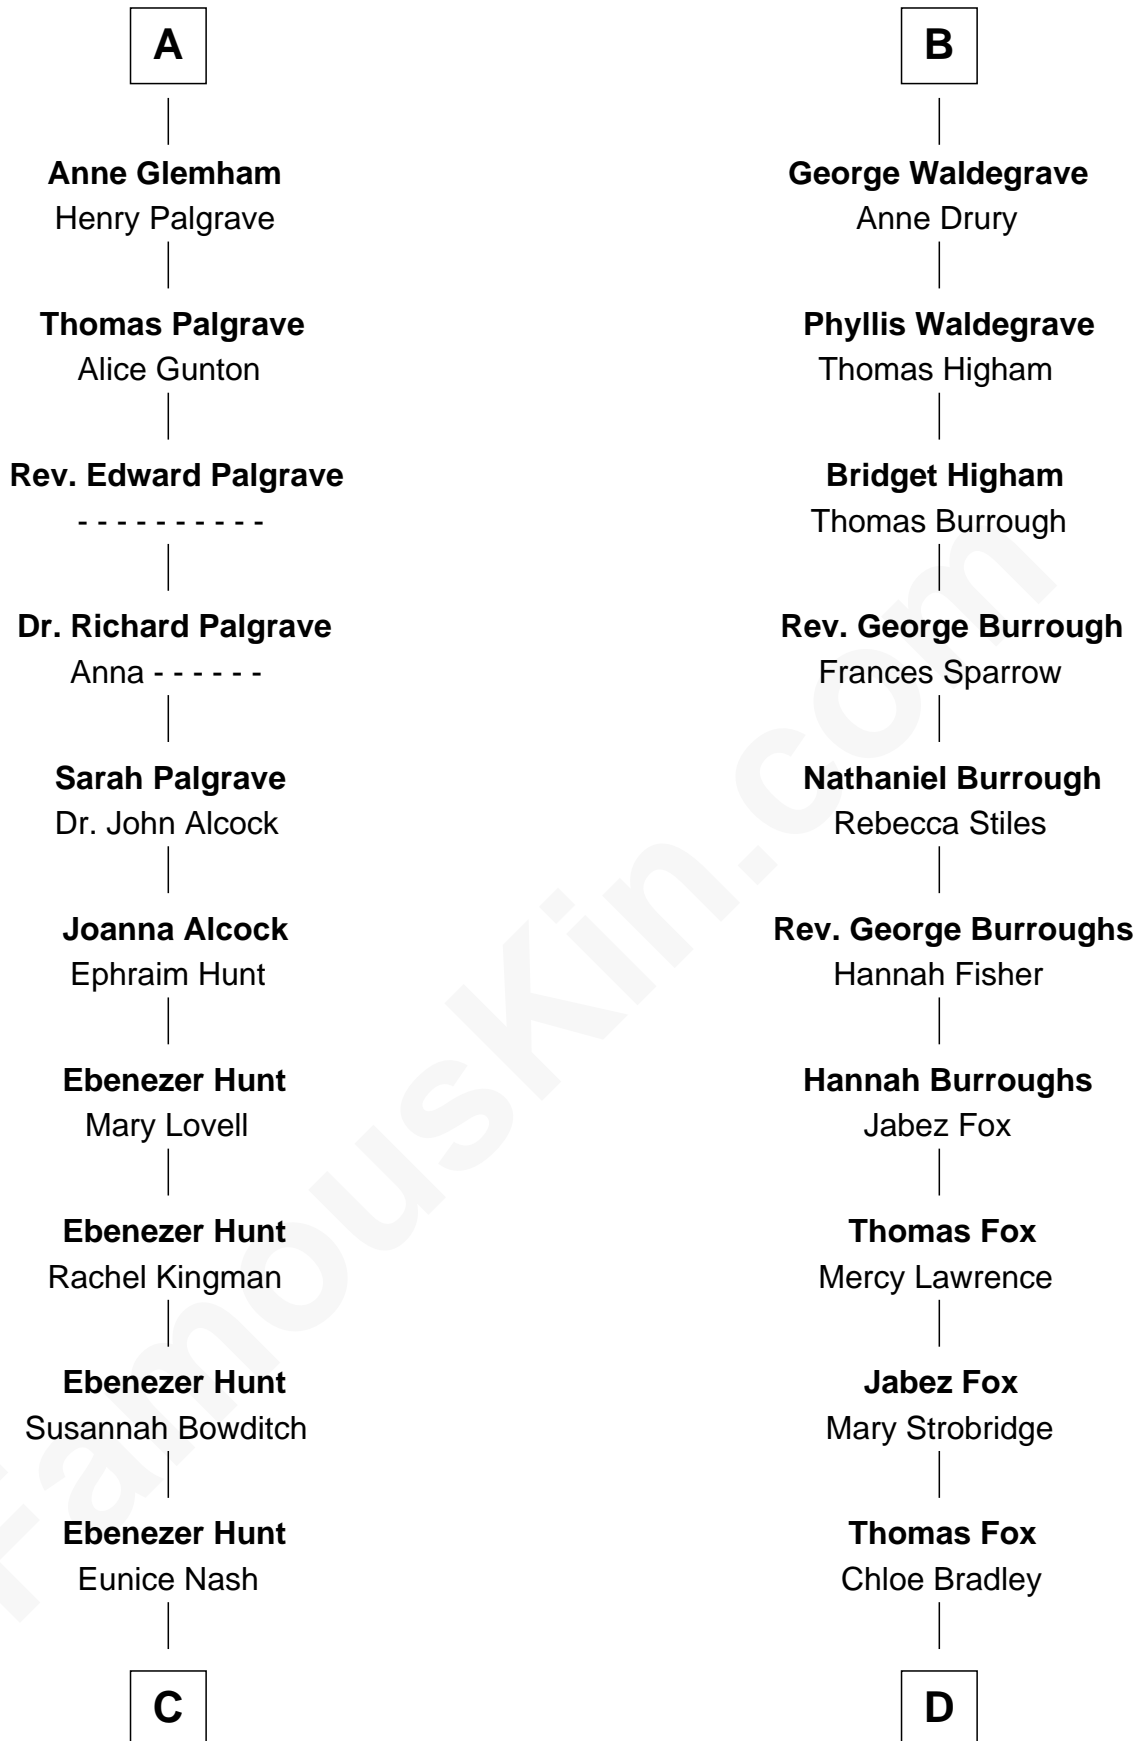 A
Anne Glemham
Henry Palgrave
Thomas Palgrave
Alice Gunton
Rev. Edward Palgrave
- - - - - - - - - -
Dr. Richard Palgrave
Anna - - - - - -
Sarah Palgrave
Dr. John Alcock
Joanna Alcock
Ephraim Hunt
Ebenezer Hunt
Mary Lovell
Ebenezer Hunt
Rachel Kingman
Ebenezer Hunt
Susannah Bowditch
Ebenezer Hunt
Eunice Nash
C
B
George Waldegrave
Anne Drury
Phyllis Waldegrave
Thomas Higham
Bridget Higham
Thomas Burrough
Rev. George Burrough
Frances Sparrow
Nathaniel Burrough
Rebecca Stiles
Rev. George Burroughs
Hannah Fisher
Hannah Burroughs
Jabez Fox
Thomas Fox
Mercy Lawrence
Jabez Fox
Mary Strobridge
Thomas Fox
Chloe Bradley
D
FamousKin.com